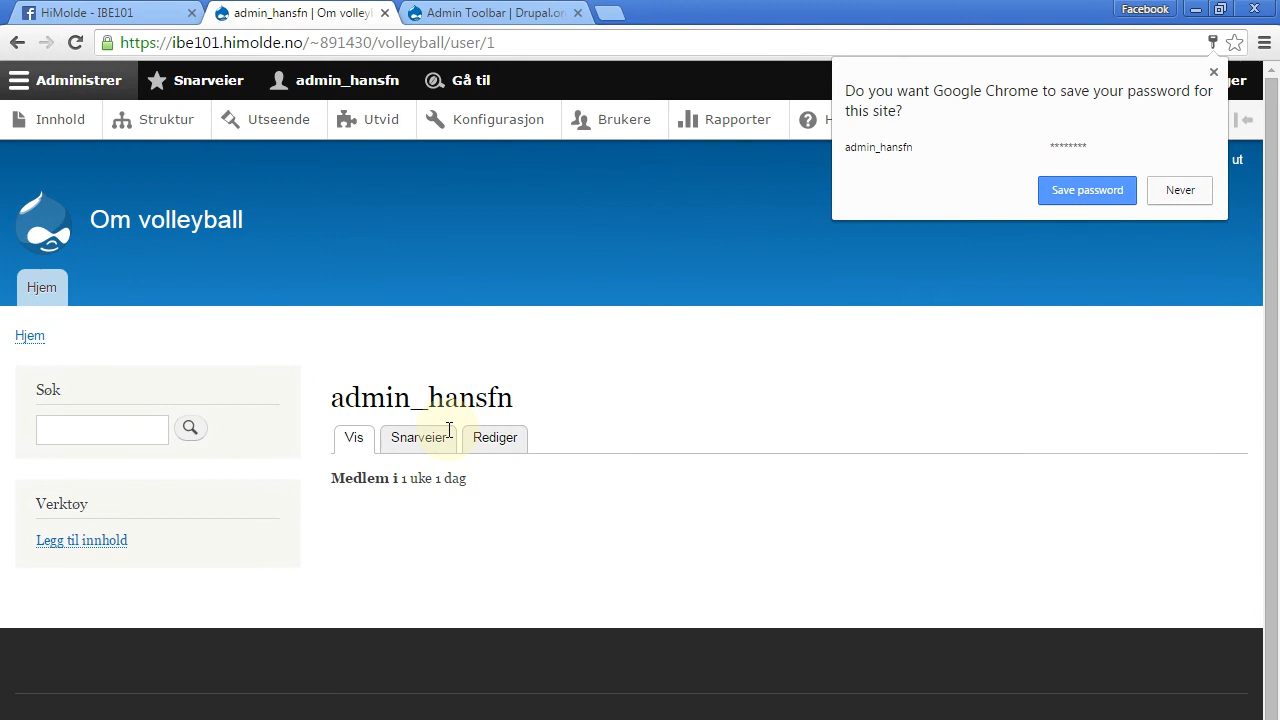 HiMolde - IBE101
admin_hansfn | Om volleyb
Admin Toolbar | Drupal.or
Facebook
https://ibe101.himolde.no/~891430/volleyball/user/1
Administrer
Snarveier
admin_hansfn
Gå til
er
Innhold
Struktur
Utseende
Utvid
Konfigurasjon
Brukere
Rapporter
H
Do you want Google Chrome to save your password for
this site?
admin_hansfn ********
Save password
Never
ut
Om volleyball
Hjem
Hjem
Søk
admin_hansfn
Vis
Snarveier
Rediger
Medlem i 1 uke 1 dag
Verktøy
Legg til innhold